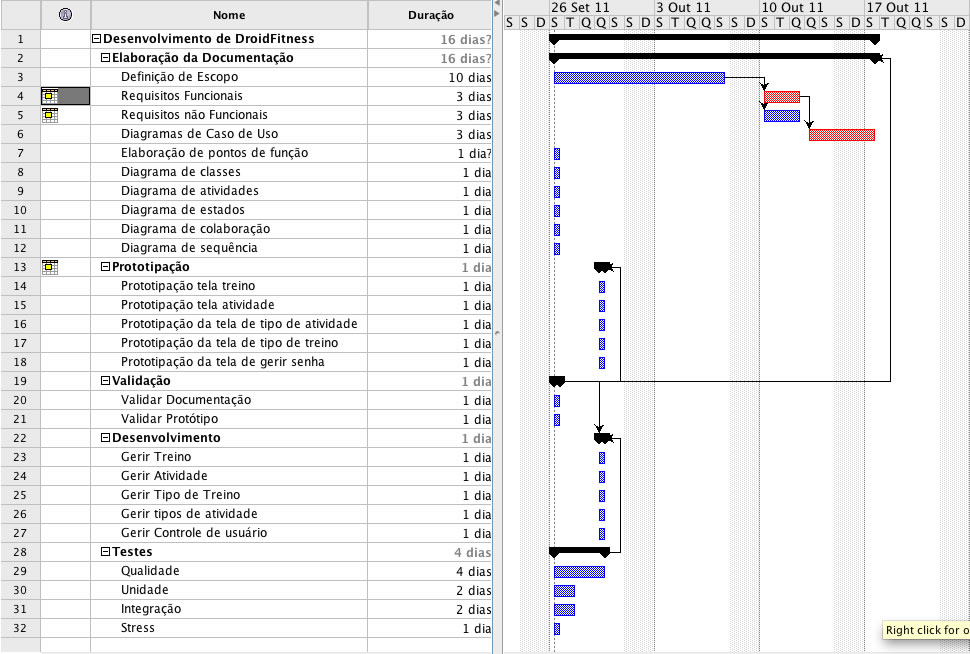 Nome Duração 26 Set 11 3 Out 11 10 Out 11 17 Out 11
S S D S T Q Q S S D S T Q Q S S D S T Q Q S S D S T Q Q S S D
1 Desenvolvimento de DroidFitness 16 dias?
2 Elaboração da Documentação 16 dias?
3 Definição de Escopo 10 dias
4 Requisitos Funcionais 3 dias
5 Requisitos não Funcionais 3 dias
6 Diagramas de Caso de Uso 3 dias
7 Elaboração de pontos de função 1 dia?
8 Diagrama de classes 1 dia
9 Diagrama de atividades 1 dia
10 Diagrama de estados 1 dia
11 Diagrama de colaboração 1 dia
12 Diagrama de sequência 1 dia
13 Prototipação 1 dia
14 Prototipação tela treino 1 dia
15 Prototipação tela atividade 1 dia
16 Prototipação da tela de tipo de atividade 1 dia
17 Prototipação da tela de tipo de treino 1 dia
18 Prototipação da tela de gerir senha 1 dia
19 Validação 1 dia
20 Validar Documentação 1 dia
21 Validar Protótipo 1 dia
22 Desenvolvimento 1 dia
23 Gerir Treino 1 dia
24 Gerir Atividade 1 dia
25 Gerir Tipo de Treino 1 dia
26 Gerir tipos de atividade 1 dia
27 Gerir Controle de usuário 1 dia
28 Testes 4 dias
29 Qualidade 4 dias
30 Unidade 2 dias
31 Integração 2 dias
32 Stress 1 dia
Right click for o